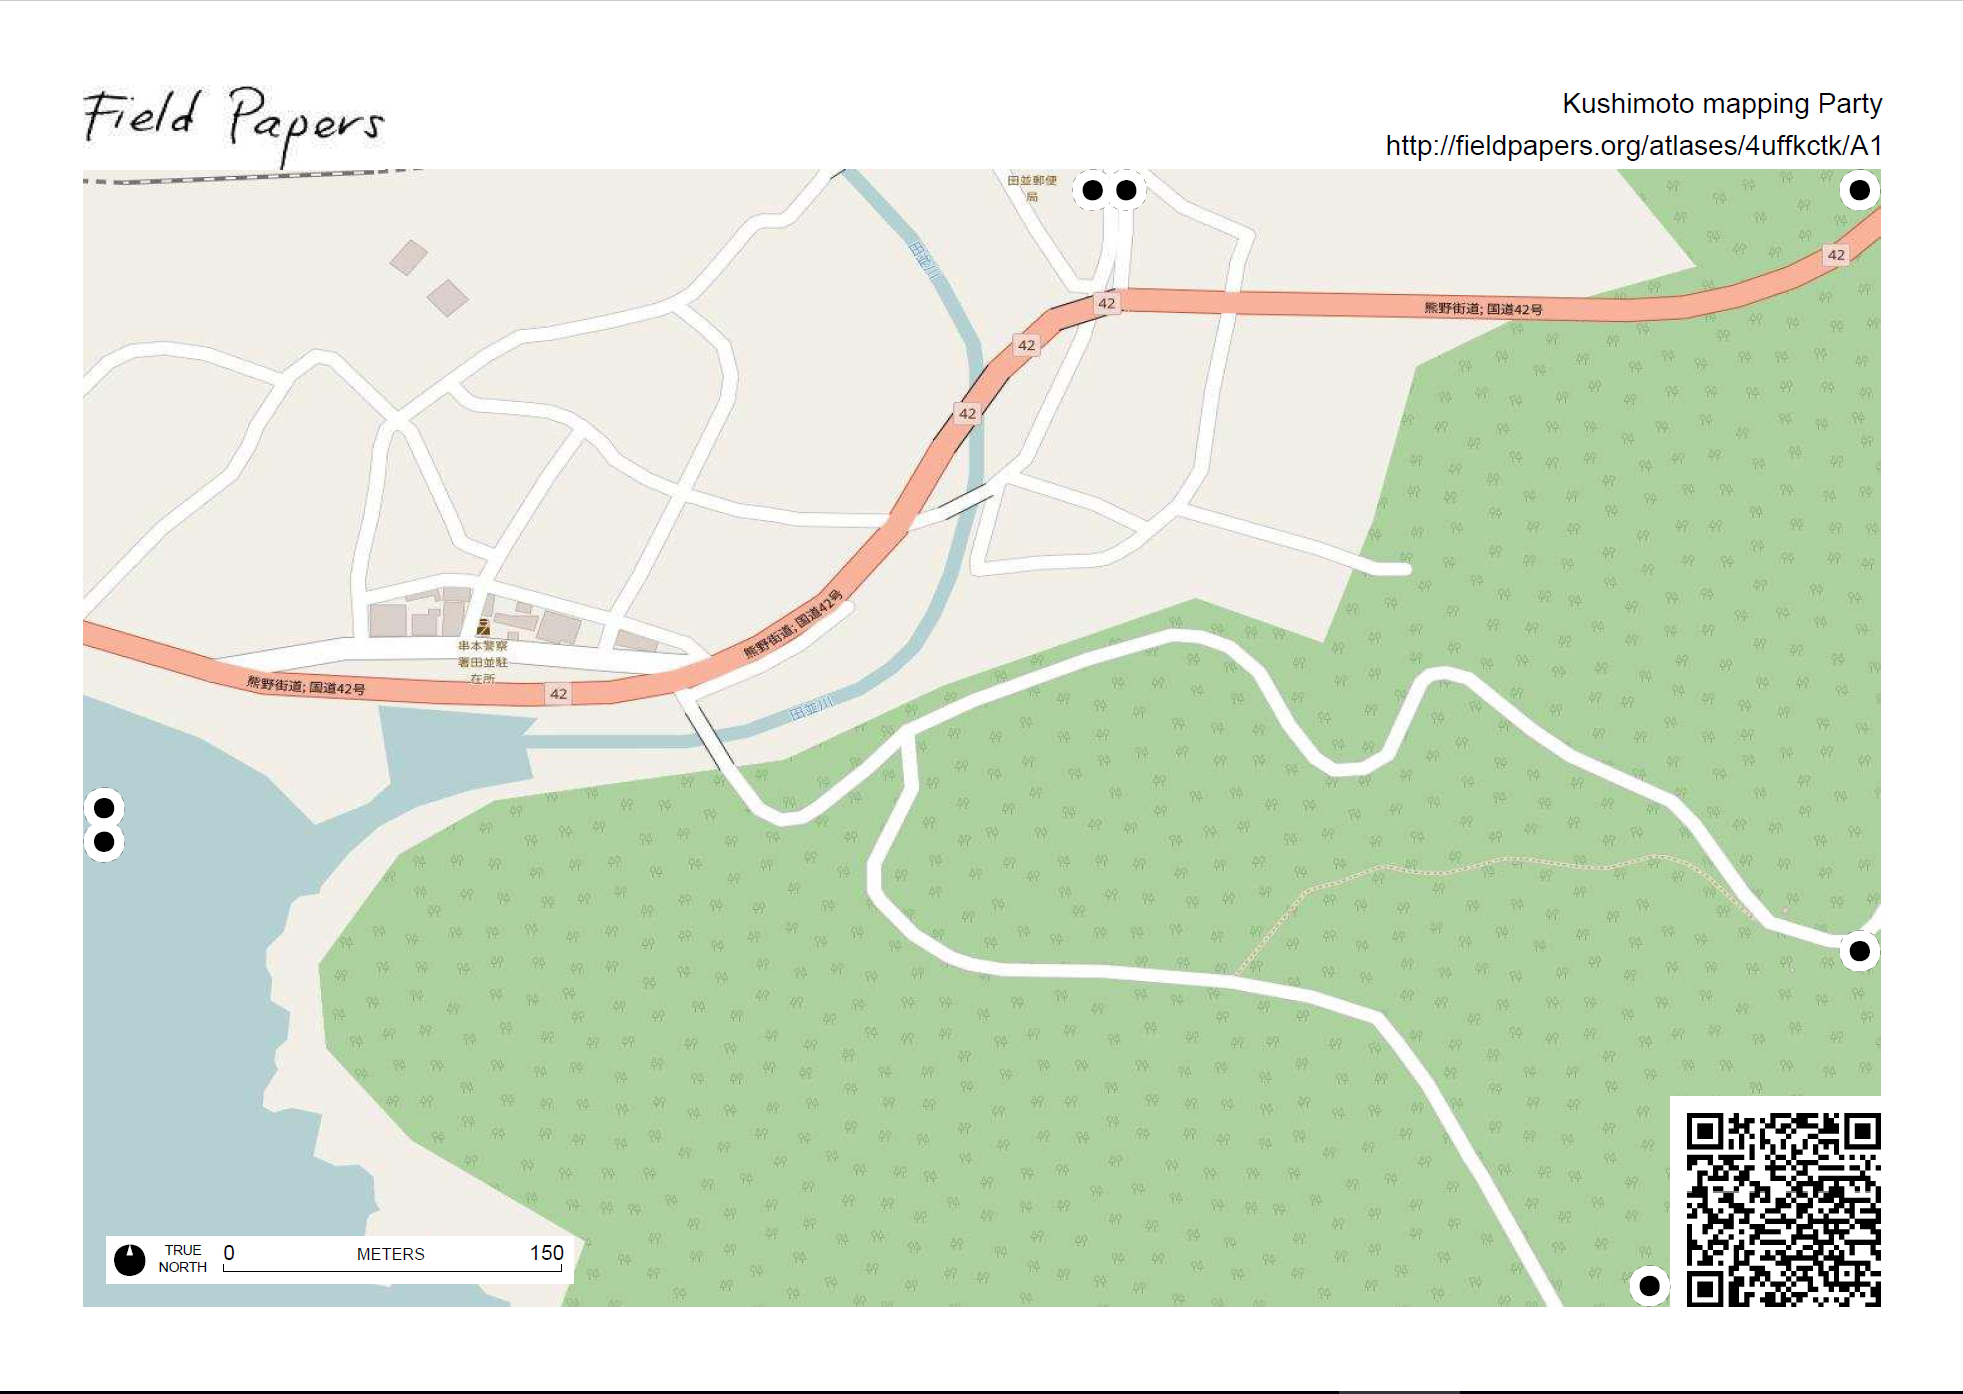 Field Papers
Kushimoto mapping Party
http://fieldpapers.org/atlases/4uffkctk/A1
田並郵便
局
田並川
42
42
熊野街道; 国道42号
42
42
熊野街道; 国道42号
串本警察
署田並駐
在所
熊野街道; 国道42号
42
田並川
TRUE
NORTH
0
METERS
150